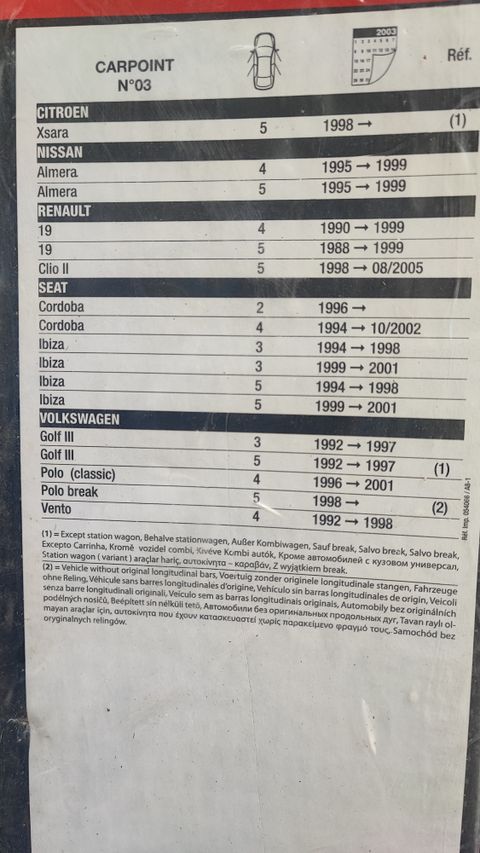 2003
CARPOINT
N°03
Réf.
CITROEN
Xsara 5 1998 → (1)
NISSAN
Almera 4 1995 → 1999
Almera 5 1995 → 1999
RENAULT
19 4 1990 → 1999
19 5 1988 → 1999
Clio II 5 1998 → 08/2005
SEAT
Cordoba 2 1996 →
Cordoba 4 1994 → 10/2002
Ibiza 3 1994 → 1998
Ibiza 3 1999 → 2001
Ibiza 5 1994 → 1998
Ibiza 5 1999 → 2001
VOLKSWAGEN
Golf III 3 1992 → 1997
Golf III 5 1992 → 1997 (1)
Polo (classic) 4 1996 → 2001
Polo break 5 1998 → (2)
Vento 4 1992 → 1998
Réf. Imp. 054066 / A8-1
(1) = Except station wagon, Behalve stationwagen, Außer Kombiwagen, Sauf break, Salvo break, Salvo break,
Excepto Carrinha, Kromě vozidel combi, Kivéve Kombi autók, Кроме автомобилей с кузовом универсал,
Station wagon ( variant ) araçlar hariç, αυτοκίνητα – καραβάν, Z wyjątkiem break.
(2) = Vehicle without original longitudinal bars, Voertuig zonder originele longitudinale stangen, Fahrzeuge
ohne Reling, Véhicule sans barres longitudinales d'origine, Vehículo sin barras longitudinales de origin, Veicoli
senza barre longitudinali originali, Veículo sem as barras longitudinais originais, Automobily bez originálních
podélných nosičů, Beépített sín nélküli tető, Автомобили без оригинальных продольных дуг, Tavan raylı ol-
mayan araçlar için, αυτοκίνητα που έχουν κατασκευαστεί χωρίς παρακείμενο φραγμό τους, Samochód bez
oryginalnych relingów.